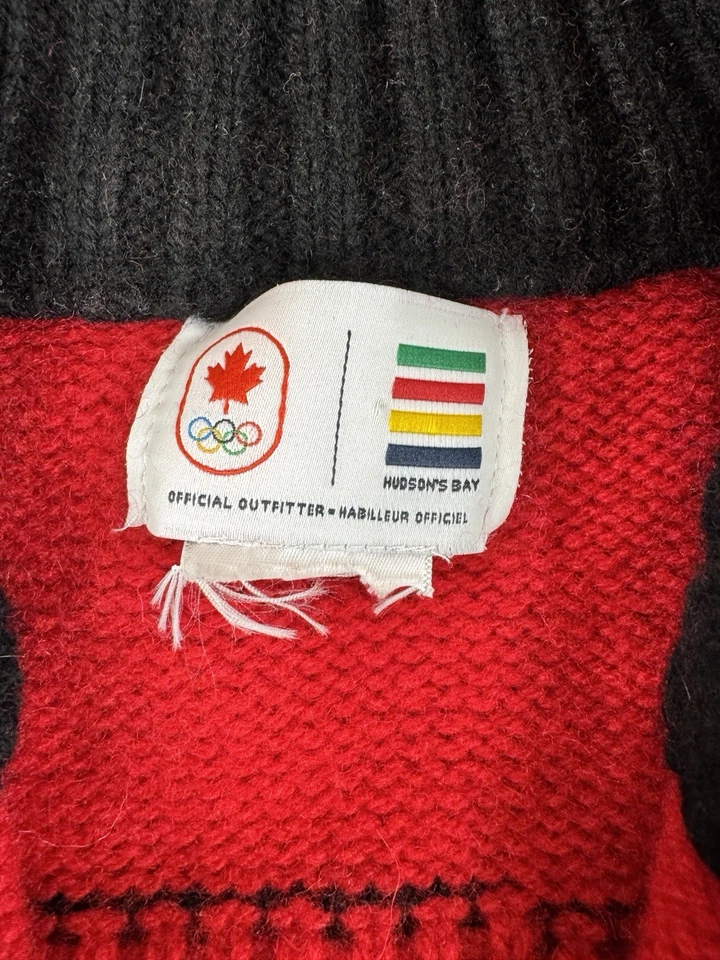 HUDSON'S BAY
OFFICIAL OUTFITTER-HABILLEUR OFFICIEL